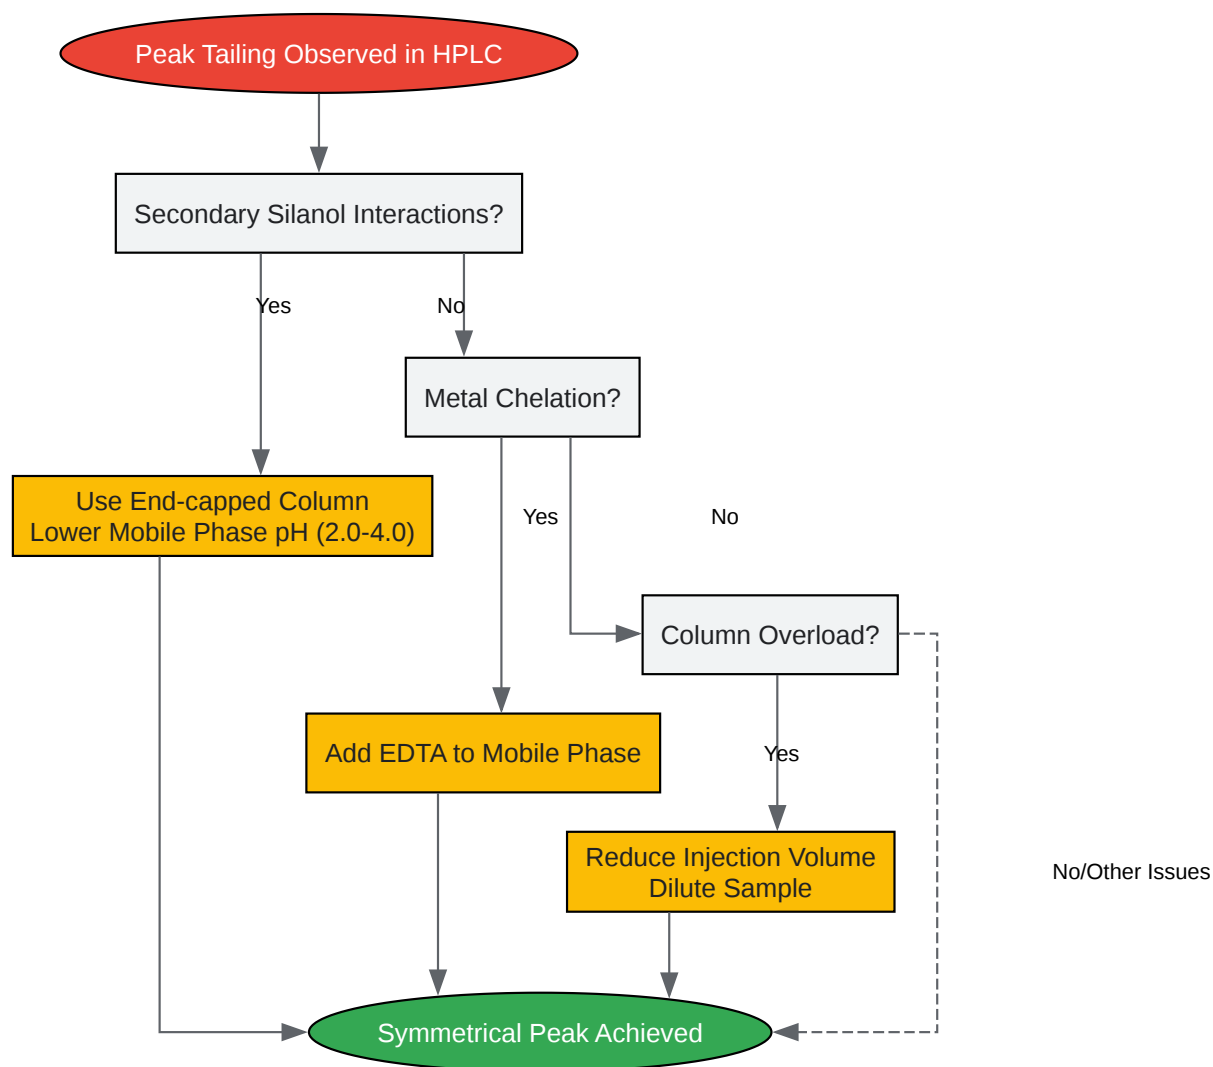 Peak Tailing Observed in HPLC
Secondary Silanol Interactions?
Yes
No
Metal Chelation?
Use End-capped Column
Lower Mobile Phase pH (2.0-4.0)
Yes
No
Column Overload?
Add EDTA to Mobile Phase
Yes
Reduce Injection Volume
Dilute Sample
No/Other Issues
Symmetrical Peak Achieved